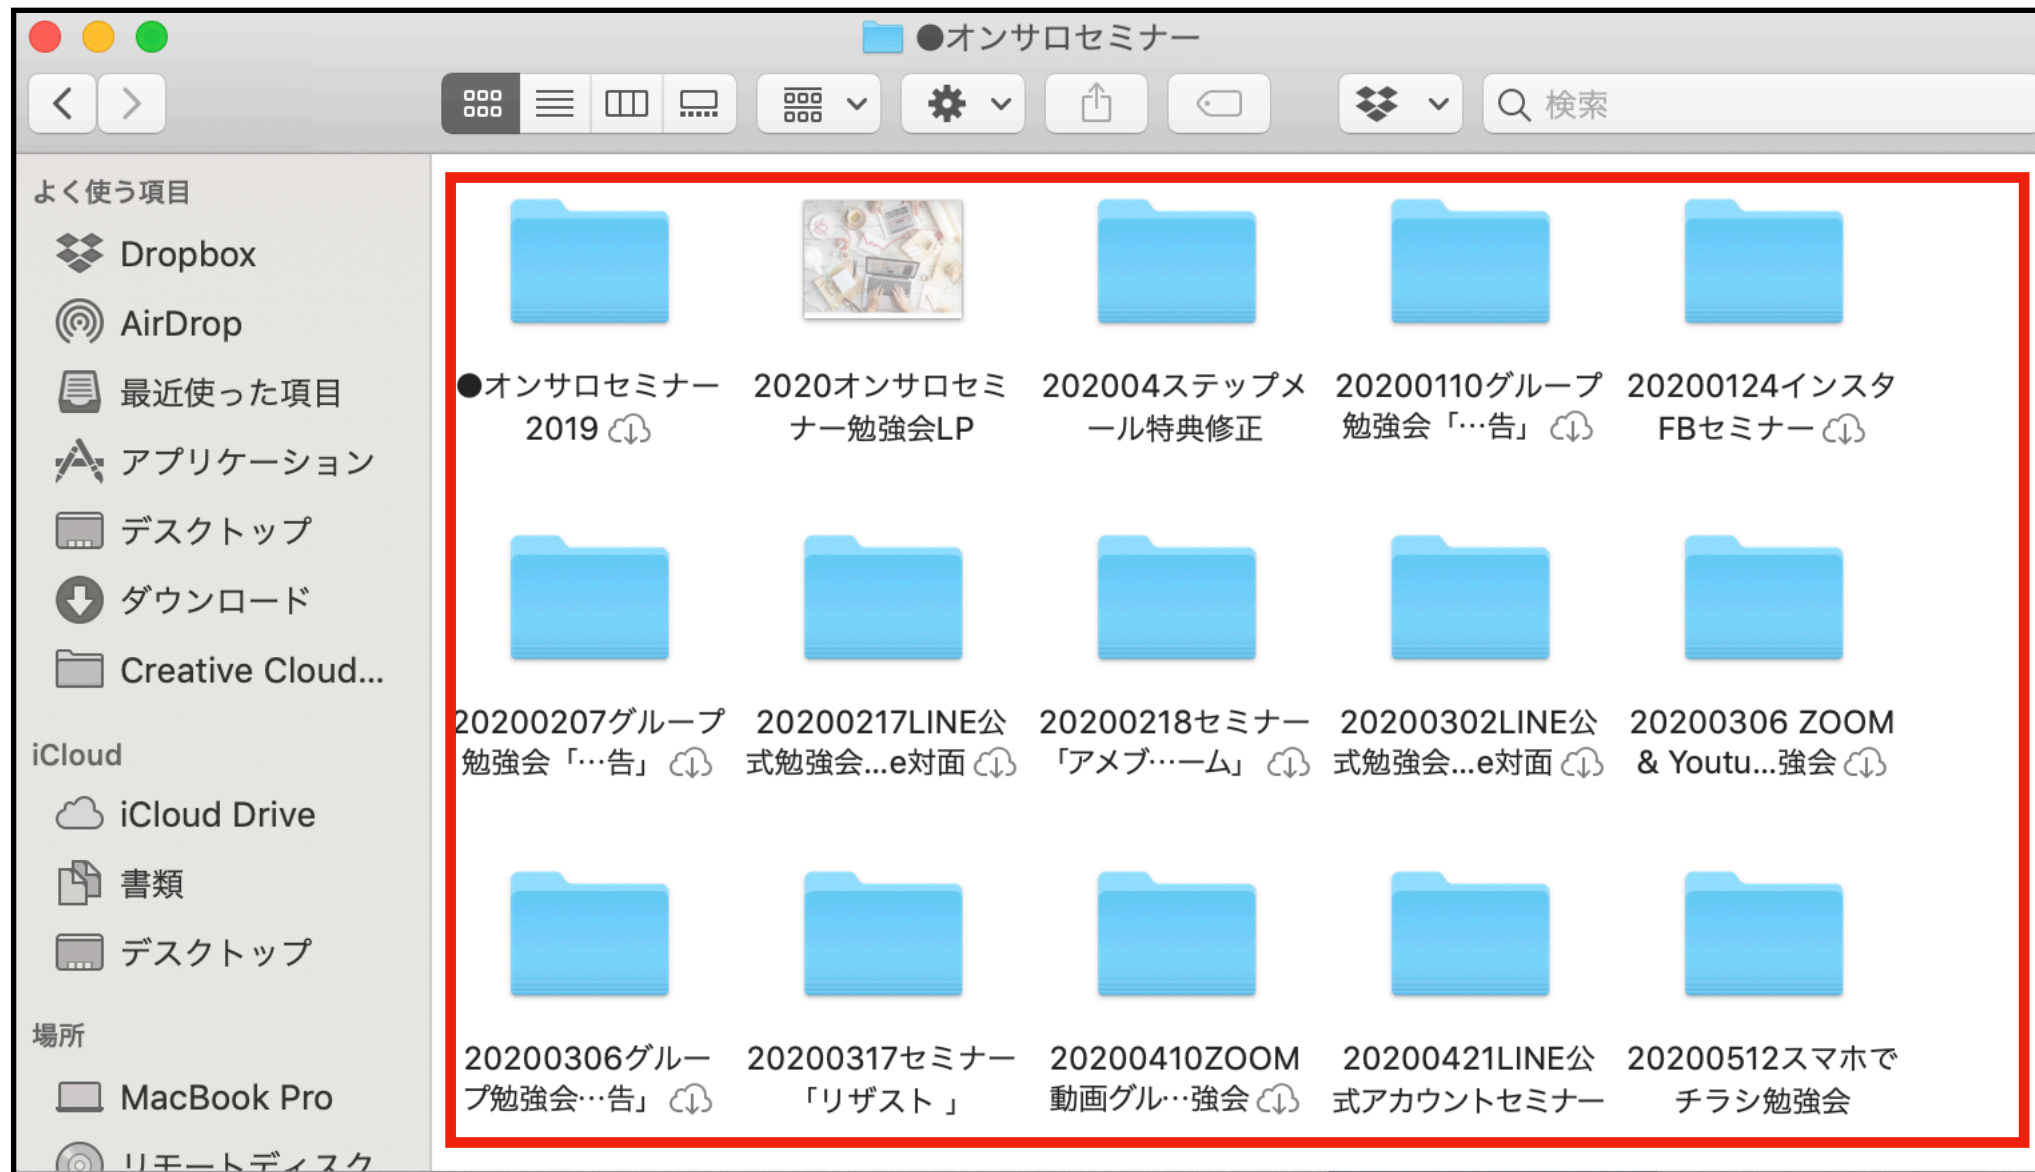 ●オンサロセミナー
検索
よく使う項目
Dropbox
AirDrop
最近使った項目
アプリケーション
デスクトップ
ダウンロード
Creative Cloud...
iCloud
iCloud Drive
書類
デスクトップ
場所
MacBook Pro
リモートディスク
●オンサロセミナー
2019
2020オンサロセミ
ナー勉強会LP
202004ステップメ
ール特典修正
20200110グループ
勉強会「…告」
20200124インスタ
FBセミナー
20200207グループ
勉強会「…告」
20200217LINE公
式勉強会...e対面
20200218セミナー
「アメブ…ーム」
20200302LINE公
式勉強会...e対面
20200306 ZOOM
& Youtu...強会
20200306グルー
プ勉強会…告」
20200317セミナー
「リザスト 」
20200410ZOOM
動画グル…強会
20200421LINE公
式アカウントセミナー
20200512スマホで
チラシ勉強会